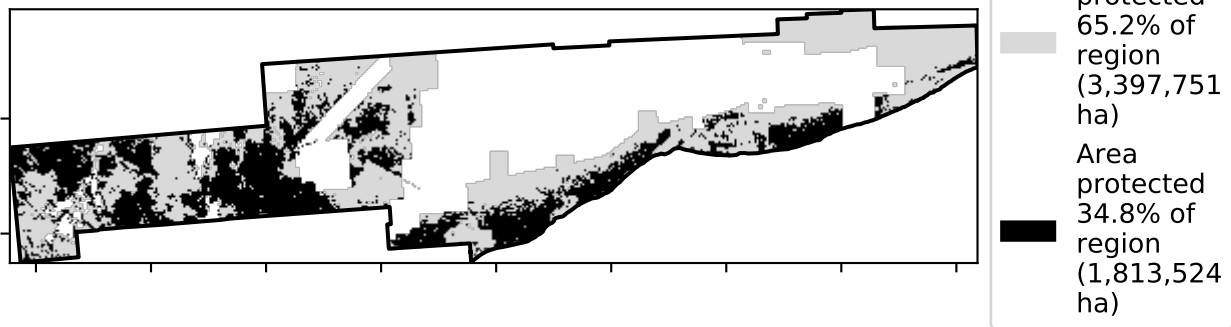 protected
65.2% of
region
(3,397,751
ha)
Area
protected
34.8% of
region
(1,813,524
ha)